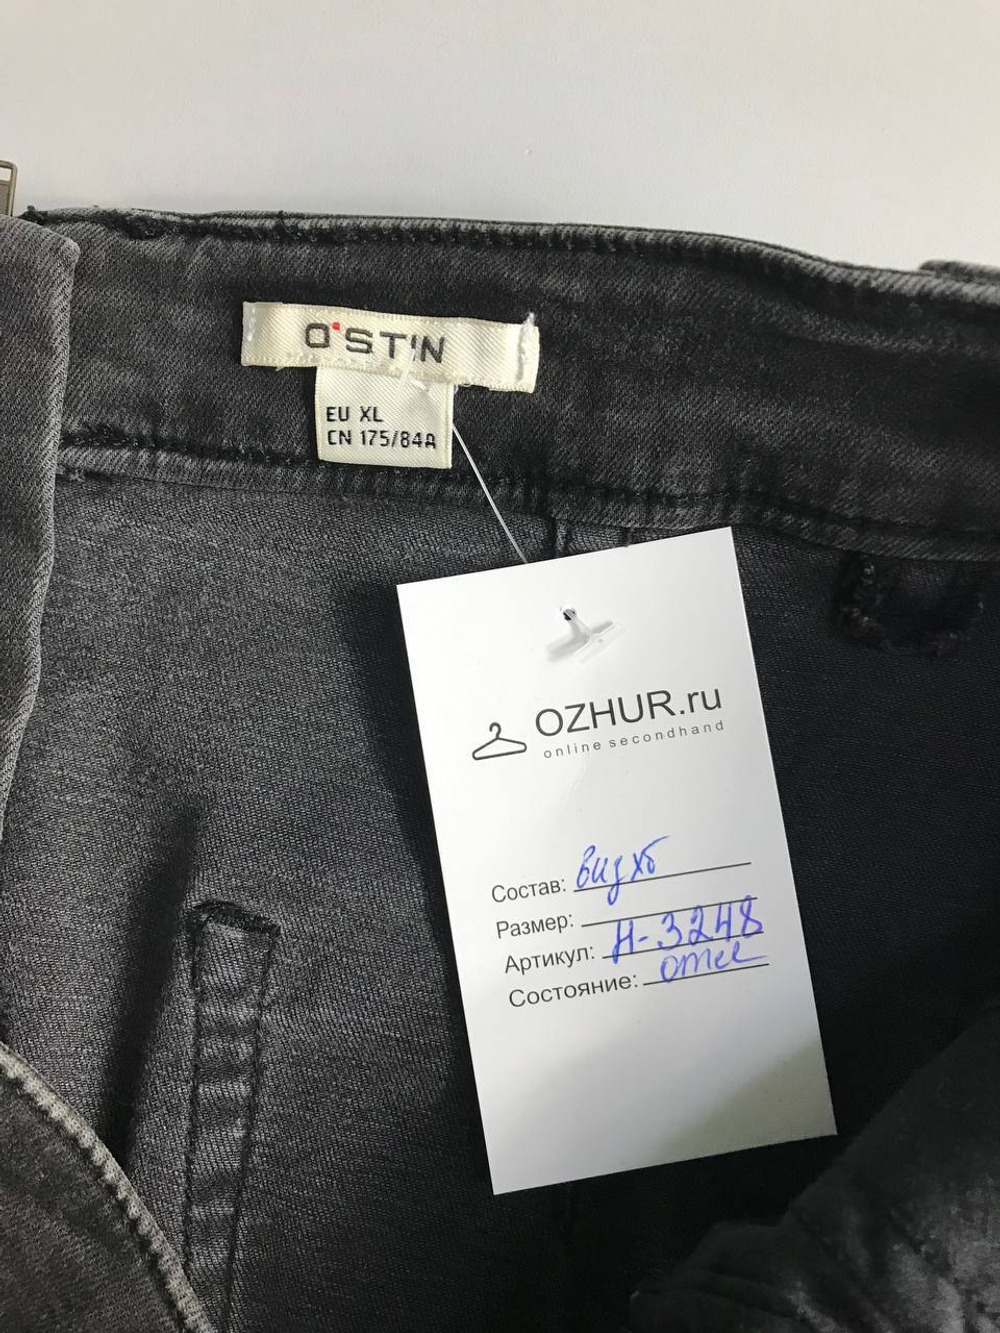 O'STIN
EU XL
CN 175/84A
OZHUR.ru
online secondhand
Состав: вид хб
Размер:
Артикул: Н-3248
Состояние: отл